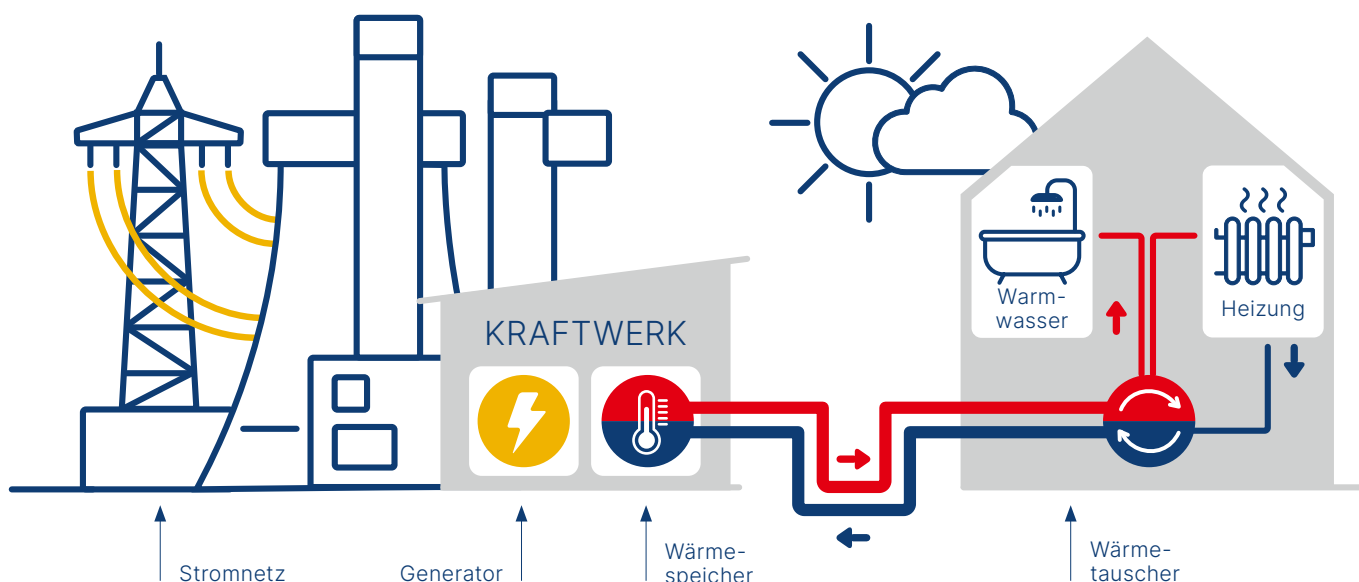 KRAFTWERK
Warm-
wasser
Heizung
Stromnetz
Generator
Wärme-
speicher
Wärme-
tauscher